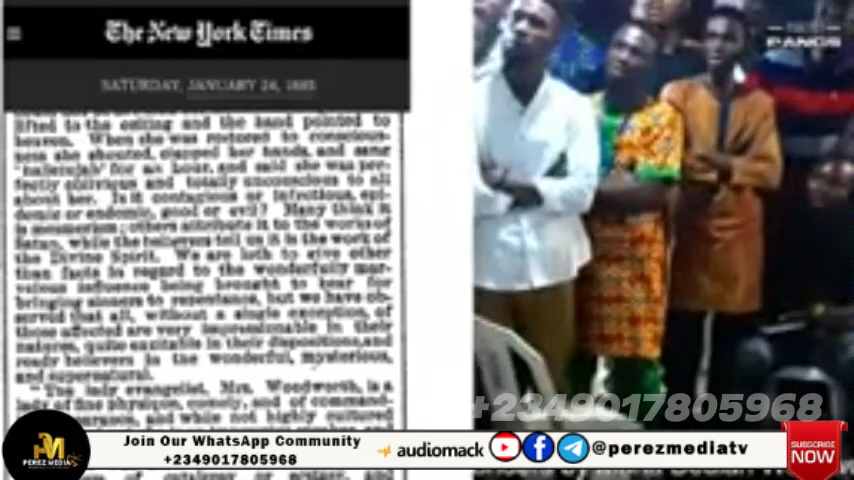 The New York Times
SATURDAY, JANUARY 24, 1885
lifted to the ceiling and the hand pointed to
heaven. When she was restored to conscious-
ness she shouted, clapped her hands, and sang
"hallelujah" for an hour, and said she was per-
fectly oblivious and totally unconscious to all
about her. Is it contagious or infectious, epi-
demic or endemic, good or evil? Many think it
is mesmerism; others attribute it to the works of
Satan, while the believers tell us it is the work of
the Divine Spirit. We are loth to give other
than facts in regard to the wonderfully mar-
velous influence being brought to bear for
bringing sinners to repentance, but we have ob-
served that all, without a single exception, of
those affected are very impressionable in their
natures, quite excitable in their dispositions, and
ready believers in the wonderful, mysterious,
and supernatural.
"The lady evangelist, Mrs. Woodworth, is a
lady of fine physique, comely, and of command-
and while not highly cultured
+2349017805968
PM
PEREZ MEDIA
Join Our WhatsApp Community
+2349017805968
audiomack
@perezmediatv
SUBSCRIBE
NOW